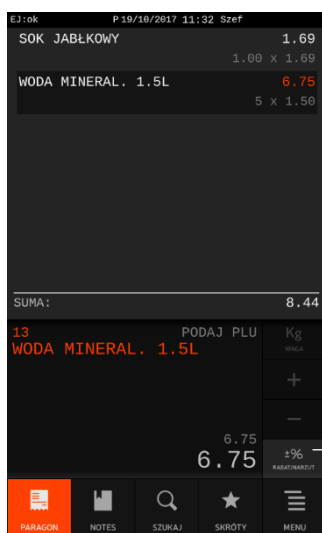 EJ:ok P 19/10/2017 11:32 Szef
SOK JABŁKOWY 1.69
1.00 x 1.69
WODA MINERAL. 1.5L 6.75
5 x 1.50
SUMA: 8.44
13 PODAJ PLU
WODA MINERAL. 1.5L
6.75
6.75
Kg
WAGA
+
—
±%
RABAT/NARZUT
PARAGON NOTES SZUKAJ SKRÓTY MENU